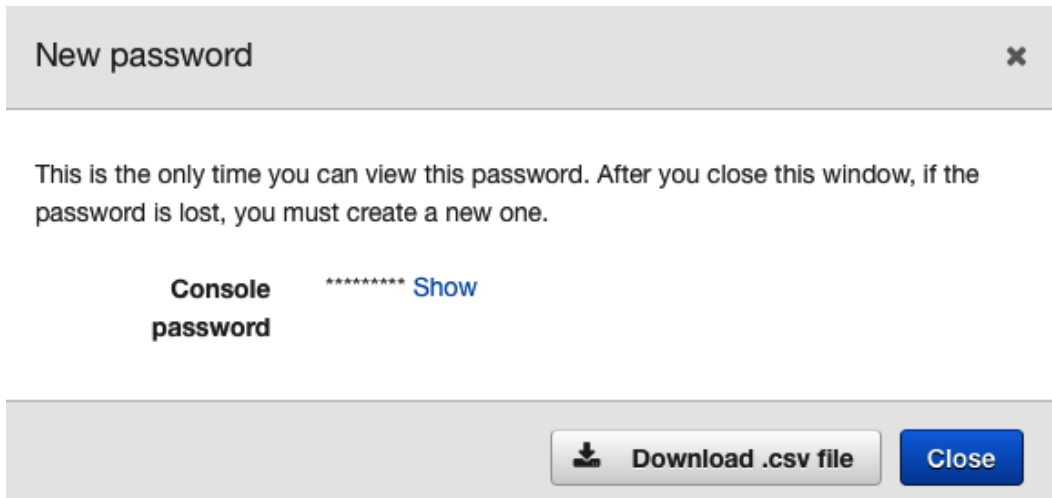 New password
This is the only time you can view this password. After you close this window, if the
password is lost, you must create a new one.
Console ********* Show
password
Download .csv file Close